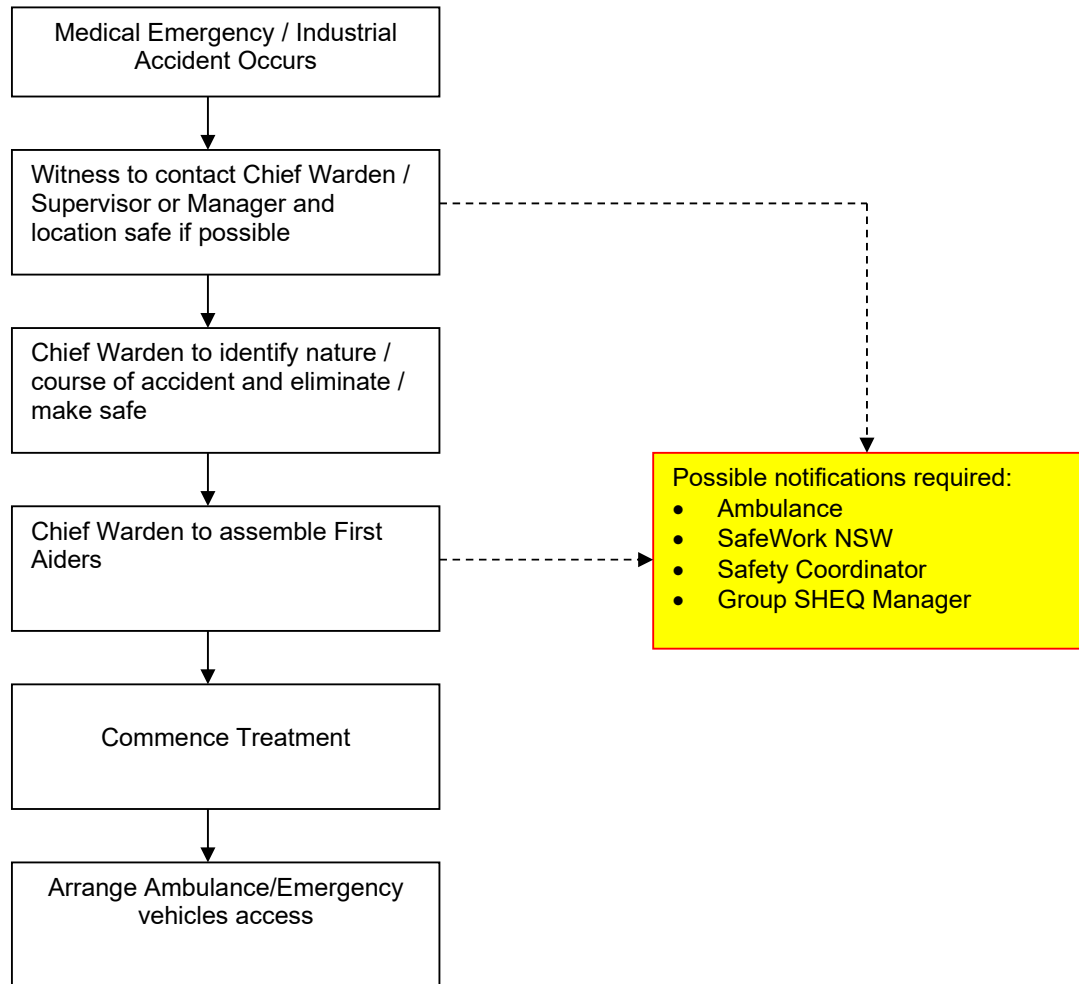 Medical Emergency / Industrial
Accident Occurs
Witness to contact Chief Warden /
Supervisor or Manager and
location safe if possible
Chief Warden to identify nature /
course of accident and eliminate /
make safe
Chief Warden to assemble First
Aiders
Possible notifications required:
• Ambulance
• SafeWork NSW
• Safety Coordinator
• Group SHEQ Manager
Commence Treatment
Arrange Ambulance/Emergency
vehicles access